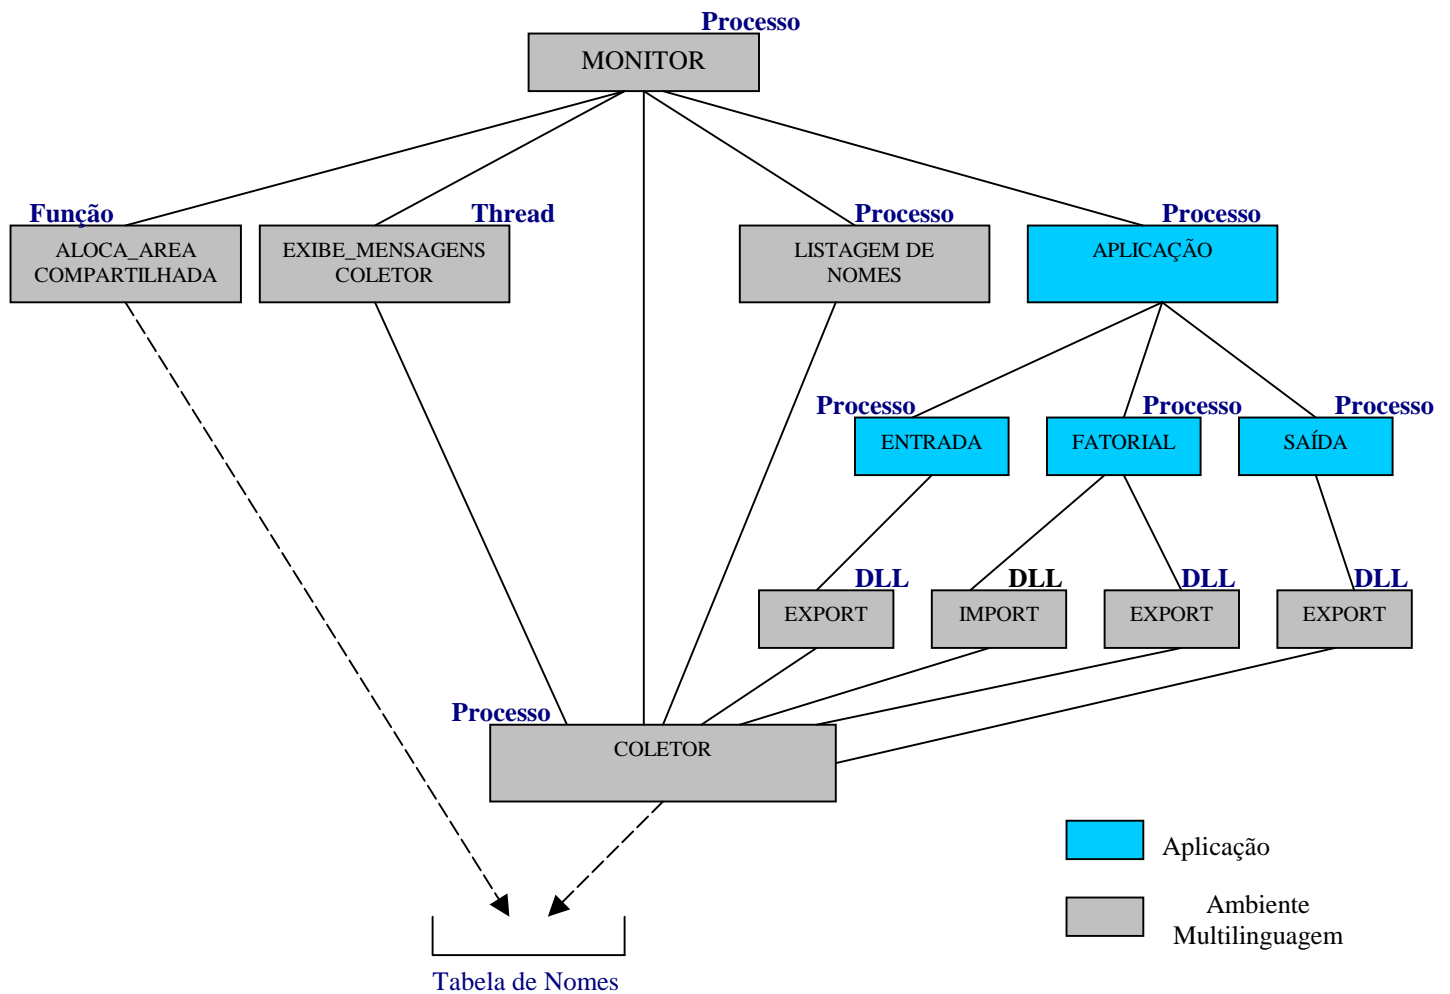 Processo
MONITOR
Função
Thread
Processo
Processo
ALOCA_AREA
COMPARTILHADA
EXIBE_MENSAGENS
COLETOR
LISTAGEM DE
NOMES
APLICAÇÃO
Processo
Processo
Processo
ENTRADA
FATORIAL
SAÍDA
DLL
DLL
DLL
DLL
EXPORT
IMPORT
EXPORT
EXPORT
Processo
COLETOR
Aplicação
Ambiente
Multilinguagem
Tabela de Nomes